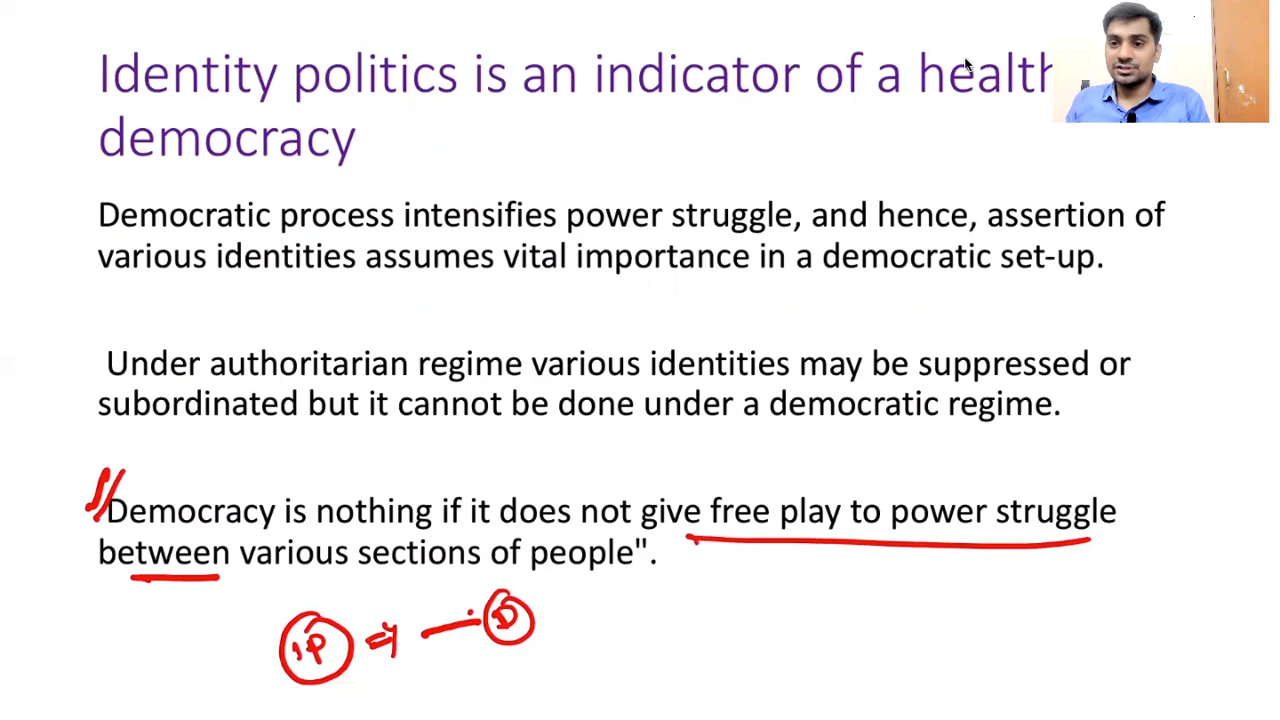 Identity politics is an indicator of a health
democracy
Democratic process intensifies power struggle, and hence, assertion of
various identities assumes vital importance in a democratic set-up.
Under authoritarian regime various identities may be suppressed or
subordinated but it cannot be done under a democratic regime.
Democracy is nothing if it does not give free play to power struggle
between various sections of people".
IP ⇒ — D